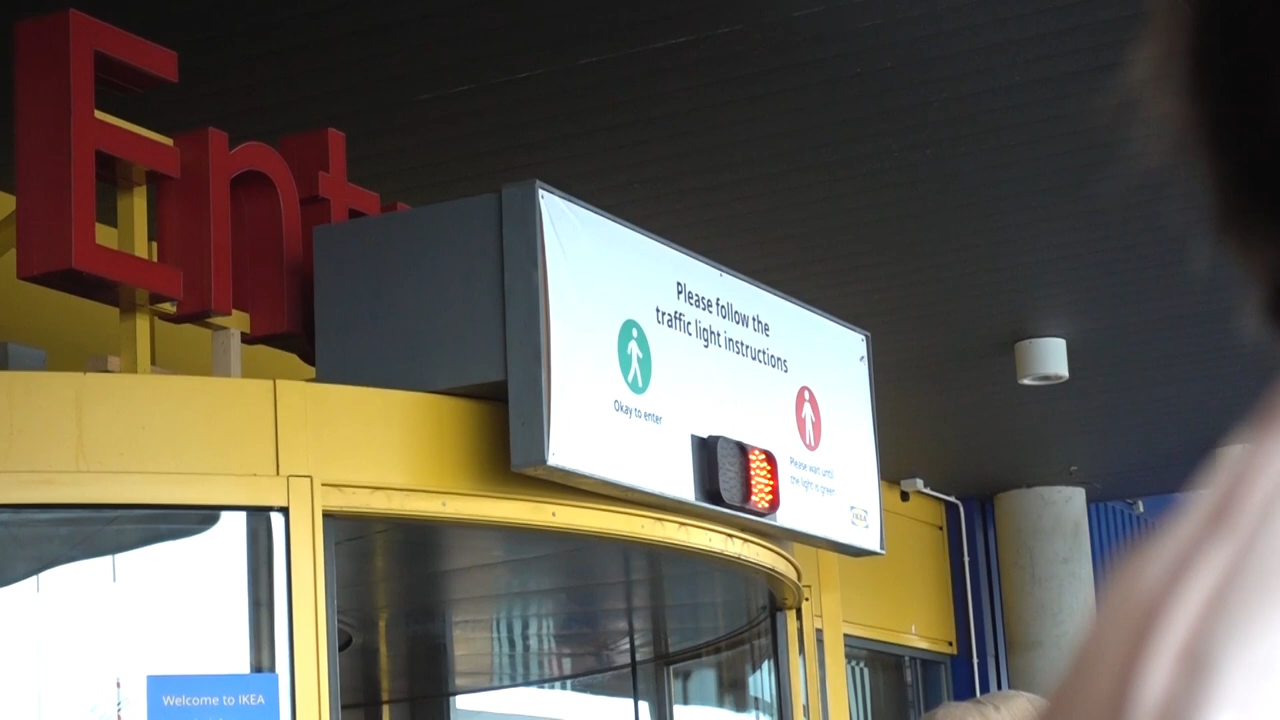 Ent
Please follow the
traffic light instructions
Okay to enter
Please wait until
the light is green
IKEA
Welcome to IKEA